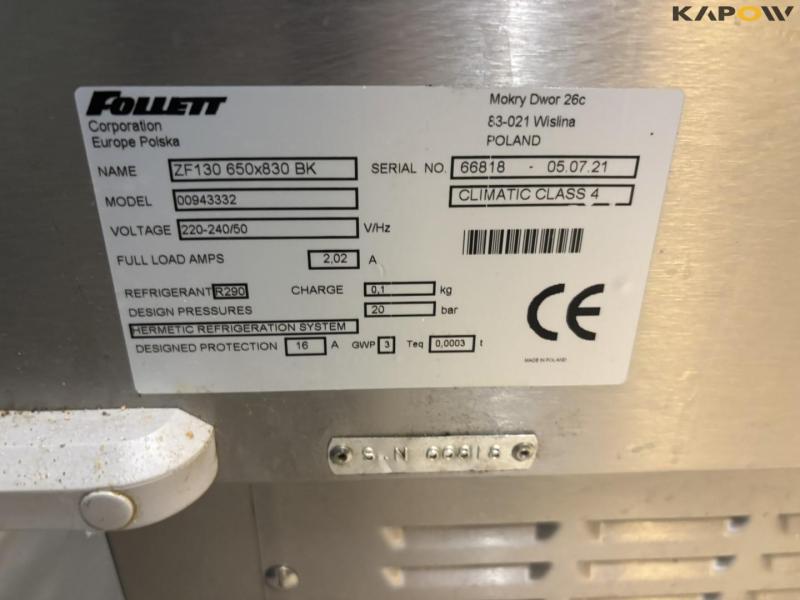 KAPOW
FOLLETT
Corporation
Europe Polska
Mokry Dwor 26c
83-021 Wislina
POLAND
NAME ZF130 650x830 BK SERIAL NO. 66818 - 05.07.21
MODEL 00943332 CLIMATIC CLASS 4
VOLTAGE 220-240/50 V/Hz
FULL LOAD AMPS 2,02 A
REFRIGERANT R290 CHARGE 0,1 kg
DESIGN PRESSURES 20 bar
HERMETIC REFRIGERATION SYSTEM
DESIGNED PROTECTION 16 A GWP 3 Teq 0,0003 t
CE
MADE IN POLAND
S.N 66818